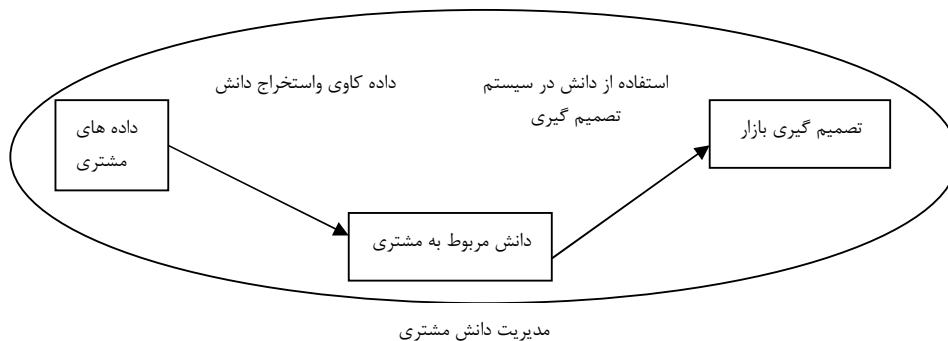 داده کاوی واستخراج دانش
استفاده از دانش در سیستم
تصمیم گیری
داده های
مشتری
تصمیم گیری بازار
دانش مربوط به مشتری
مدیریت دانش مشتری